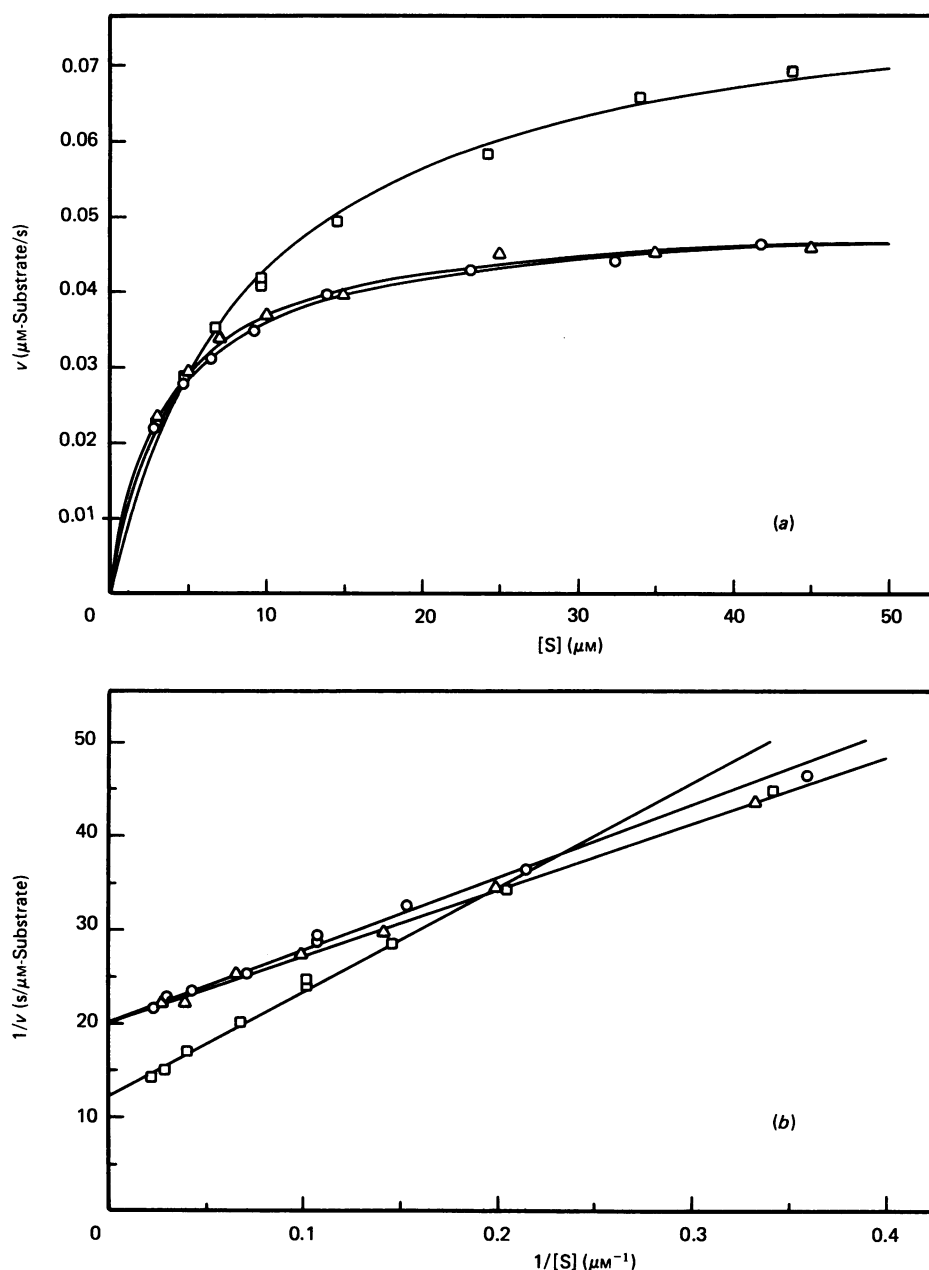 0.07
0.06
0.05
0.04
0.03
0.02
0.01
v (μM-Substrate/s)
(a)
0 10 20 30 40 50
[S] (μM)
50
40
30
20
10
1/v (s/μM-Substrate)
(b)
0 0.1 0.2 0.3 0.4
1/[S] (μM⁻¹)